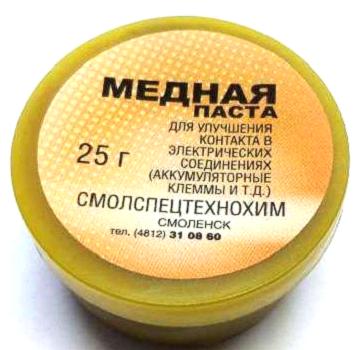 МЕДНАЯ
ПАСТА
25 г
ДЛЯ УЛУЧШЕНИЯ
КОНТАКТА В
ЭЛЕКТРИЧЕСКИХ
СОЕДИНЕНИЯХ
(АККУМУЛЯТОРНЫЕ
КЛЕММЫ И Т.Д.)
СМОЛСПЕЦТЕХНОХИМ
СМОЛЕНСК
тел. (4812) 31 08 60